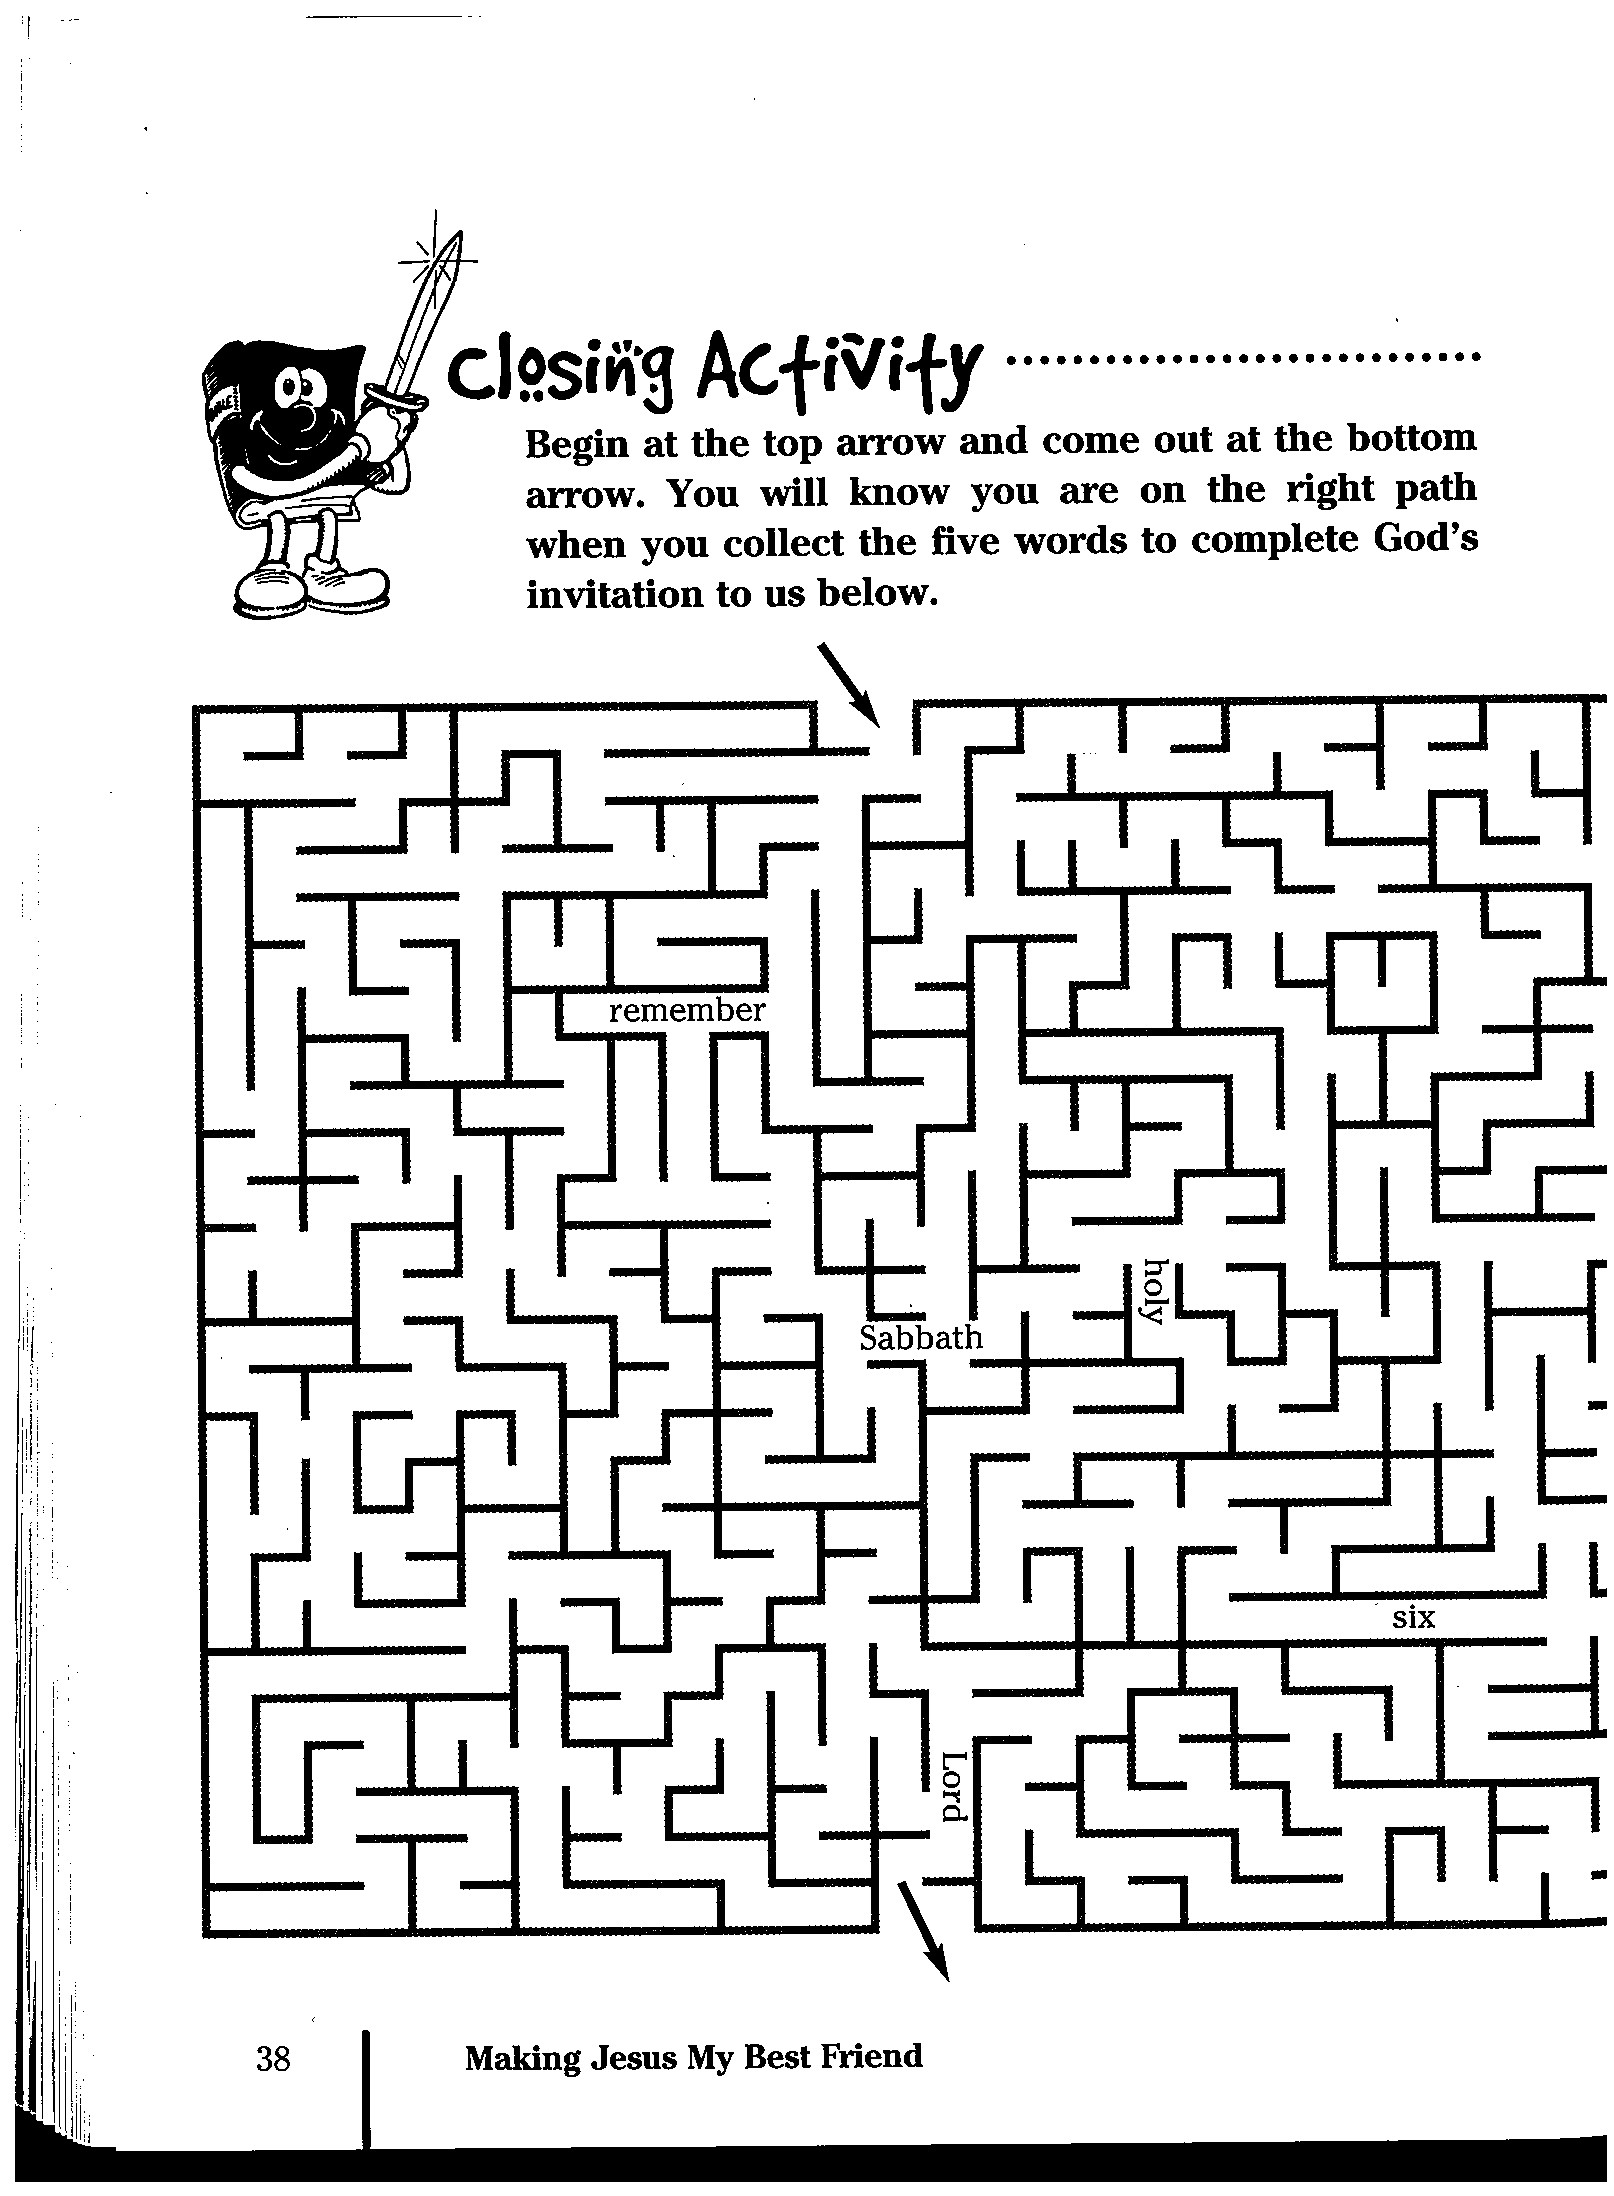 Closing Activity
Begin at the top arrow and come out at the bottom
arrow. You will know you are on the right path
when you collect the five words to complete God's
invitation to us below.
remember
holy
Sabbath
six
Lord
38
Making Jesus My Best Friend